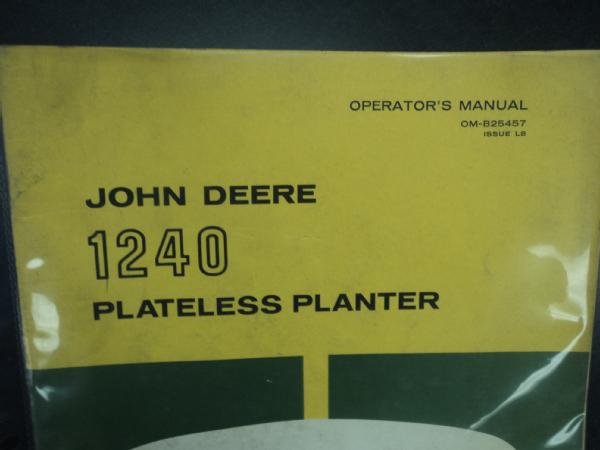 OPERATOR'S MANUAL
OM-B25457
ISSUE L8
JOHN DEERE
1240
PLATELESS PLANTER